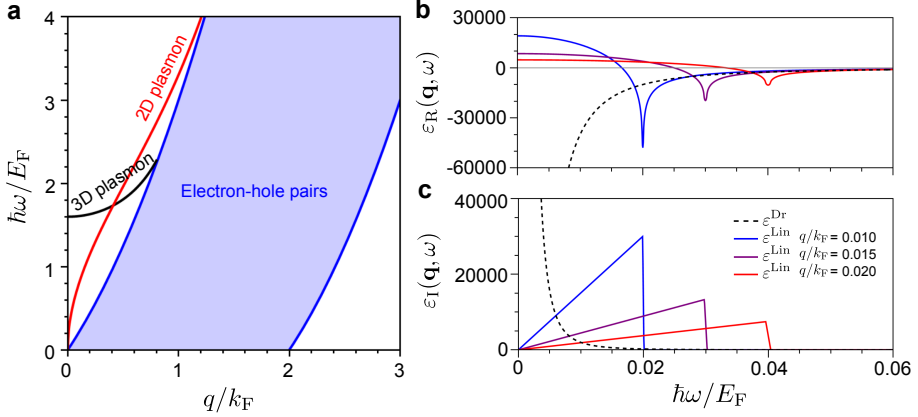 a
4
3
2
1
0
ħω/E_F
2D plasmon
3D plasmon
Electron-hole pairs
0
1
2
3
q/k_F
b
30000
0
-30000
-60000
ε_R(q, ω)
c
40000
20000
0
ε_I(q, ω)
ε^Dr
ε^Lin q/k_F = 0.010
ε^Lin q/k_F = 0.015
ε^Lin q/k_F = 0.020
0.00
0.02
0.04
0.06
ħω/E_F